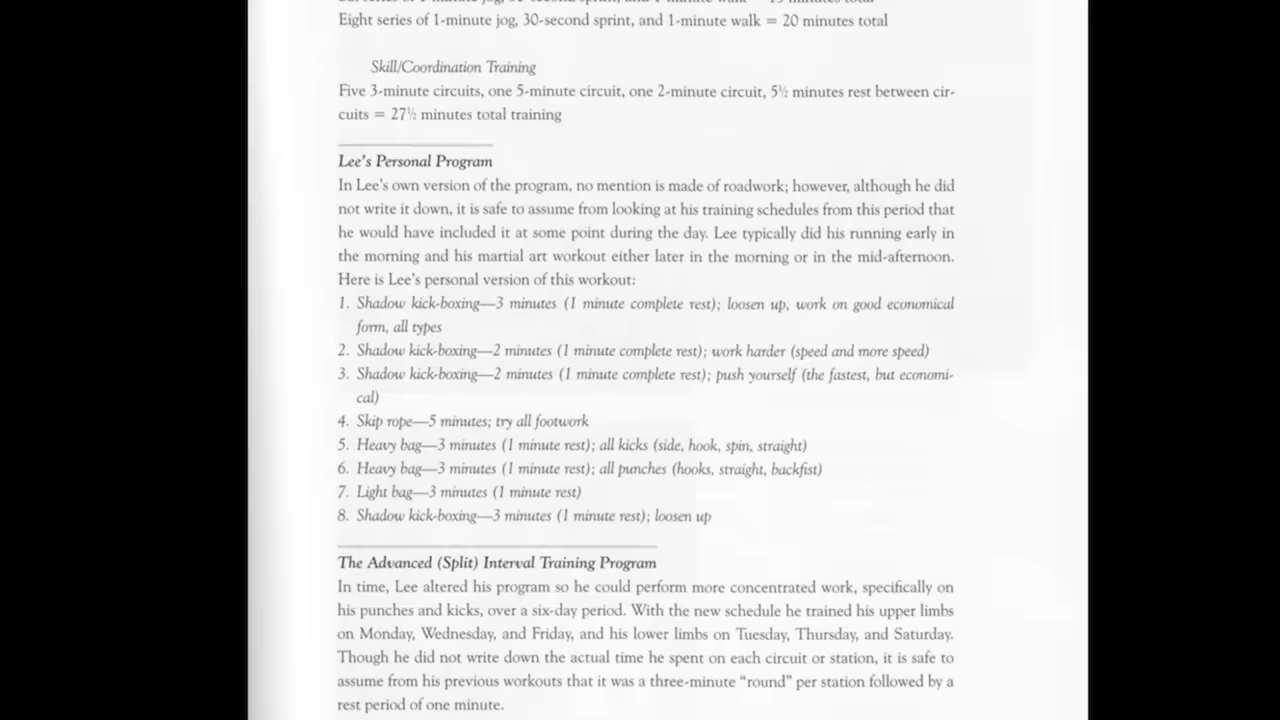 Eight series of 1-minute jog, 30-second sprint, and 1-minute walk = 20 minutes total
Skill/Coordination Training
Five 3-minute circuits, one 5-minute circuit, one 2-minute circuit, 5½ minutes rest between cir-
cuits = 27½ minutes total training
Lee's Personal Program
In Lee's own version of the program, no mention is made of roadwork; however, although he did
not write it down, it is safe to assume from looking at his training schedules from this period that
he would have included it at some point during the day. Lee typically did his running early in
the morning and his martial art workout either later in the morning or in the mid-afternoon.
Here is Lee's personal version of this workout:
1. Shadow kick-boxing—3 minutes (1 minute complete rest); loosen up, work on good economical
form, all types
2. Shadow kick-boxing—2 minutes (1 minute complete rest); work harder (speed and more speed)
3. Shadow kick-boxing—2 minutes (1 minute complete rest); push yourself (the fastest, but economi-
cal)
4. Skip rope—5 minutes; try all footwork
5. Heavy bag—3 minutes (1 minute rest); all kicks (side, hook, spin, straight)
6. Heavy bag—3 minutes (1 minute rest); all punches (hooks, straight, backfist)
7. Light bag—3 minutes (1 minute rest)
8. Shadow kick-boxing—3 minutes (1 minute rest); loosen up
The Advanced (Split) Interval Training Program
In time, Lee altered his program so he could perform more concentrated work, specifically on
his punches and kicks, over a six-day period. With the new schedule he trained his upper limbs
on Monday, Wednesday, and Friday, and his lower limbs on Tuesday, Thursday, and Saturday.
Though he did not write down the actual time he spent on each circuit or station, it is safe to
assume from his previous workouts that it was a three-minute "round" per station followed by a
rest period of one minute.